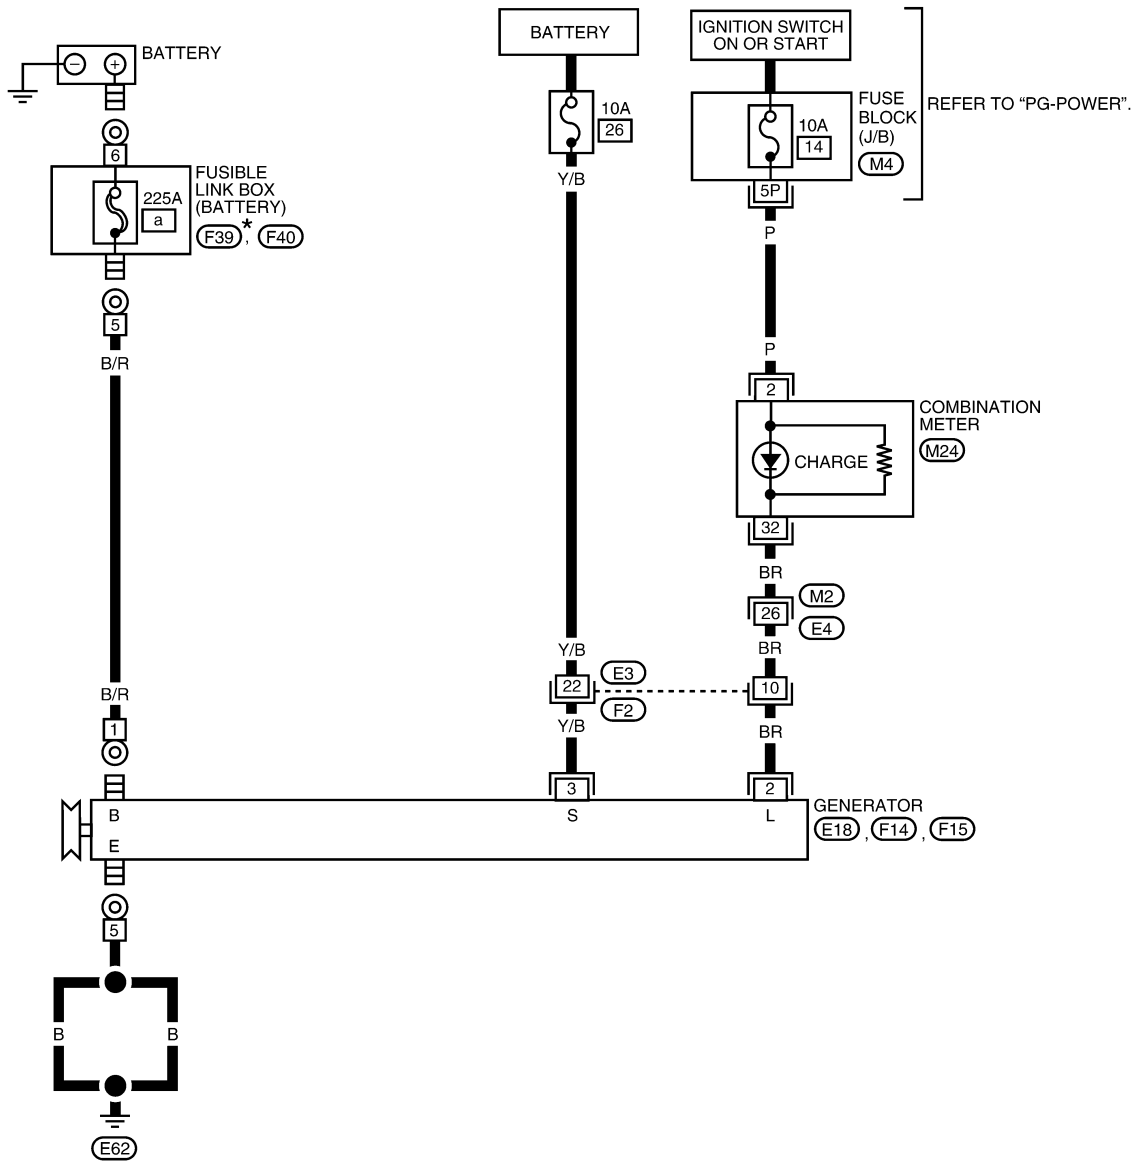 BATTERY
IGNITION SWITCH
ON OR START
BATTERY
− +
10A
26
10A
14
FUSE
BLOCK
(J/B)
M4
REFER TO “PG-POWER”.
6
FUSIBLE
LINK BOX
(BATTERY)
225A
a
F39 *, F40
Y/B
5P
P
5
B/R
P
2
COMBINATION
METER
M24
CHARGE
32
BR
M2
26
E4
Y/B
BR
E3
22
10
F2
B/R
1
Y/B
BR
3
2
B
S
L
E
GENERATOR
E18 , F14 , F15
5
B
B
E62